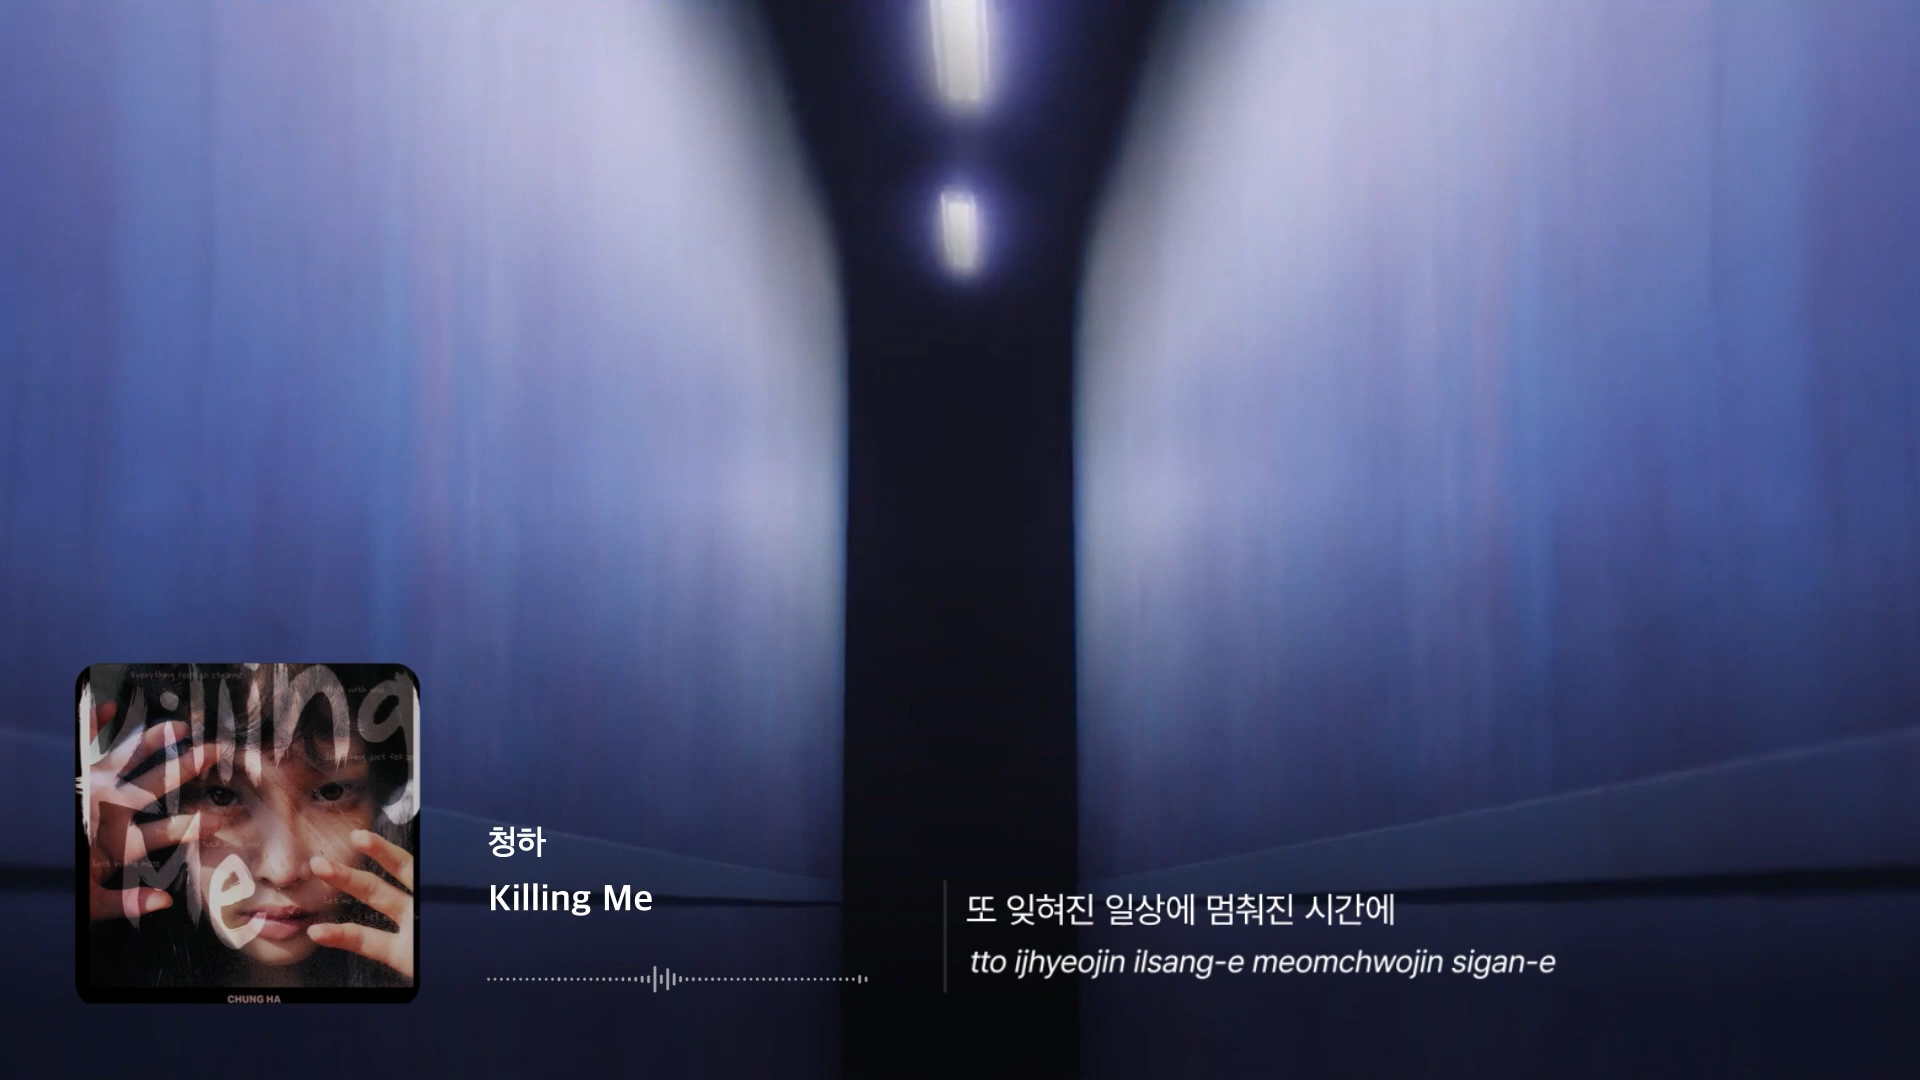 Killing
Me
CHUNG HA
청하
Killing Me
또 잊혀진 일상에 멈춰진 시간에
tto ijhyeojin ilsang-e meomchwojin sigan-e